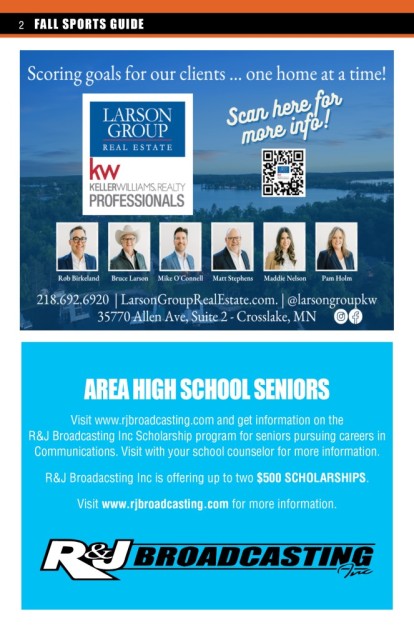 2 FALL SPORTS GUIDE
Scoring goals for our clients ... one home at a time!
LARSON
GROUP
REAL ESTATE
kw
KELLERWILLIAMS. REALTY
PROFESSIONALS
Scan here for
more info!
Rob Birkeland Bruce Larson Mike O'Connell Matt Stephens Maddie Nelson Pam Holm
218.692.6920 | LarsonGroupRealEstate.com. | @larsongroupkw
35770 Allen Ave, Suite 2 - Crosslake, MN
AREA HIGH SCHOOL SENIORS
Visit www.rjbroadcasting.com and get information on the
R&J Broadcasting Inc Scholarship program for seniors pursuing careers in
Communications. Visit with your school counselor for more information.
R&J Broadacsting Inc is offering up to two $500 SCHOLARSHIPS.
Visit www.rjbroadcasting.com for more information.
R&J BROADCASTING
Inc